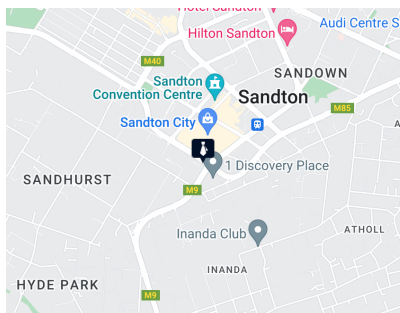 Hotel Sandton
Audi Centre S
Hilton Sandton
M40
SANDOWN
Sandton
Convention Centre
Sandton
M85
Sandton City
1 Discovery Place
SANDHURST
M9
Inanda Club
ATHOLL
INANDA
HYDE PARK
M9